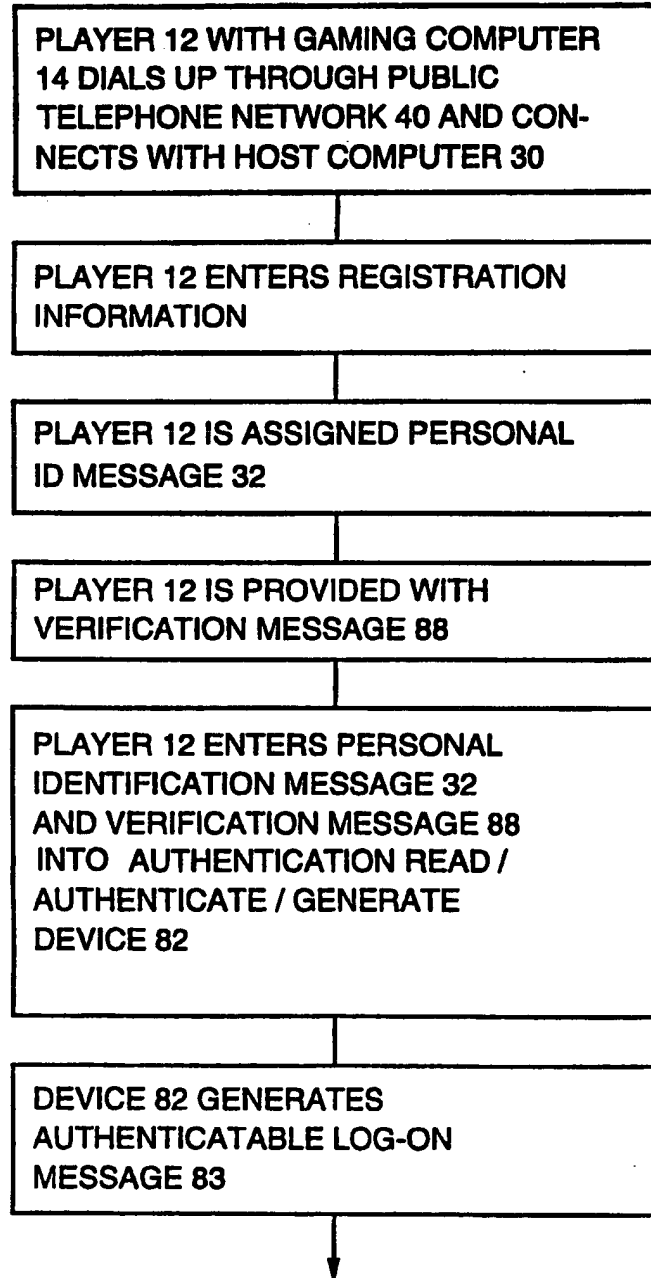 PLAYER 12 WITH GAMING COMPUTER
14 DIALS UP THROUGH PUBLIC
TELEPHONE NETWORK 40 AND CON-
NECTS WITH HOST COMPUTER 30
PLAYER 12 ENTERS REGISTRATION
INFORMATION
PLAYER 12 IS ASSIGNED PERSONAL
ID MESSAGE 32
PLAYER 12 IS PROVIDED WITH
VERIFICATION MESSAGE 88
PLAYER 12 ENTERS PERSONAL
IDENTIFICATION MESSAGE 32
AND VERIFICATION MESSAGE 88
INTO AUTHENTICATION READ /
AUTHENTICATE / GENERATE
DEVICE 82
DEVICE 82 GENERATES
AUTHENTICATABLE LOG-ON
MESSAGE 83